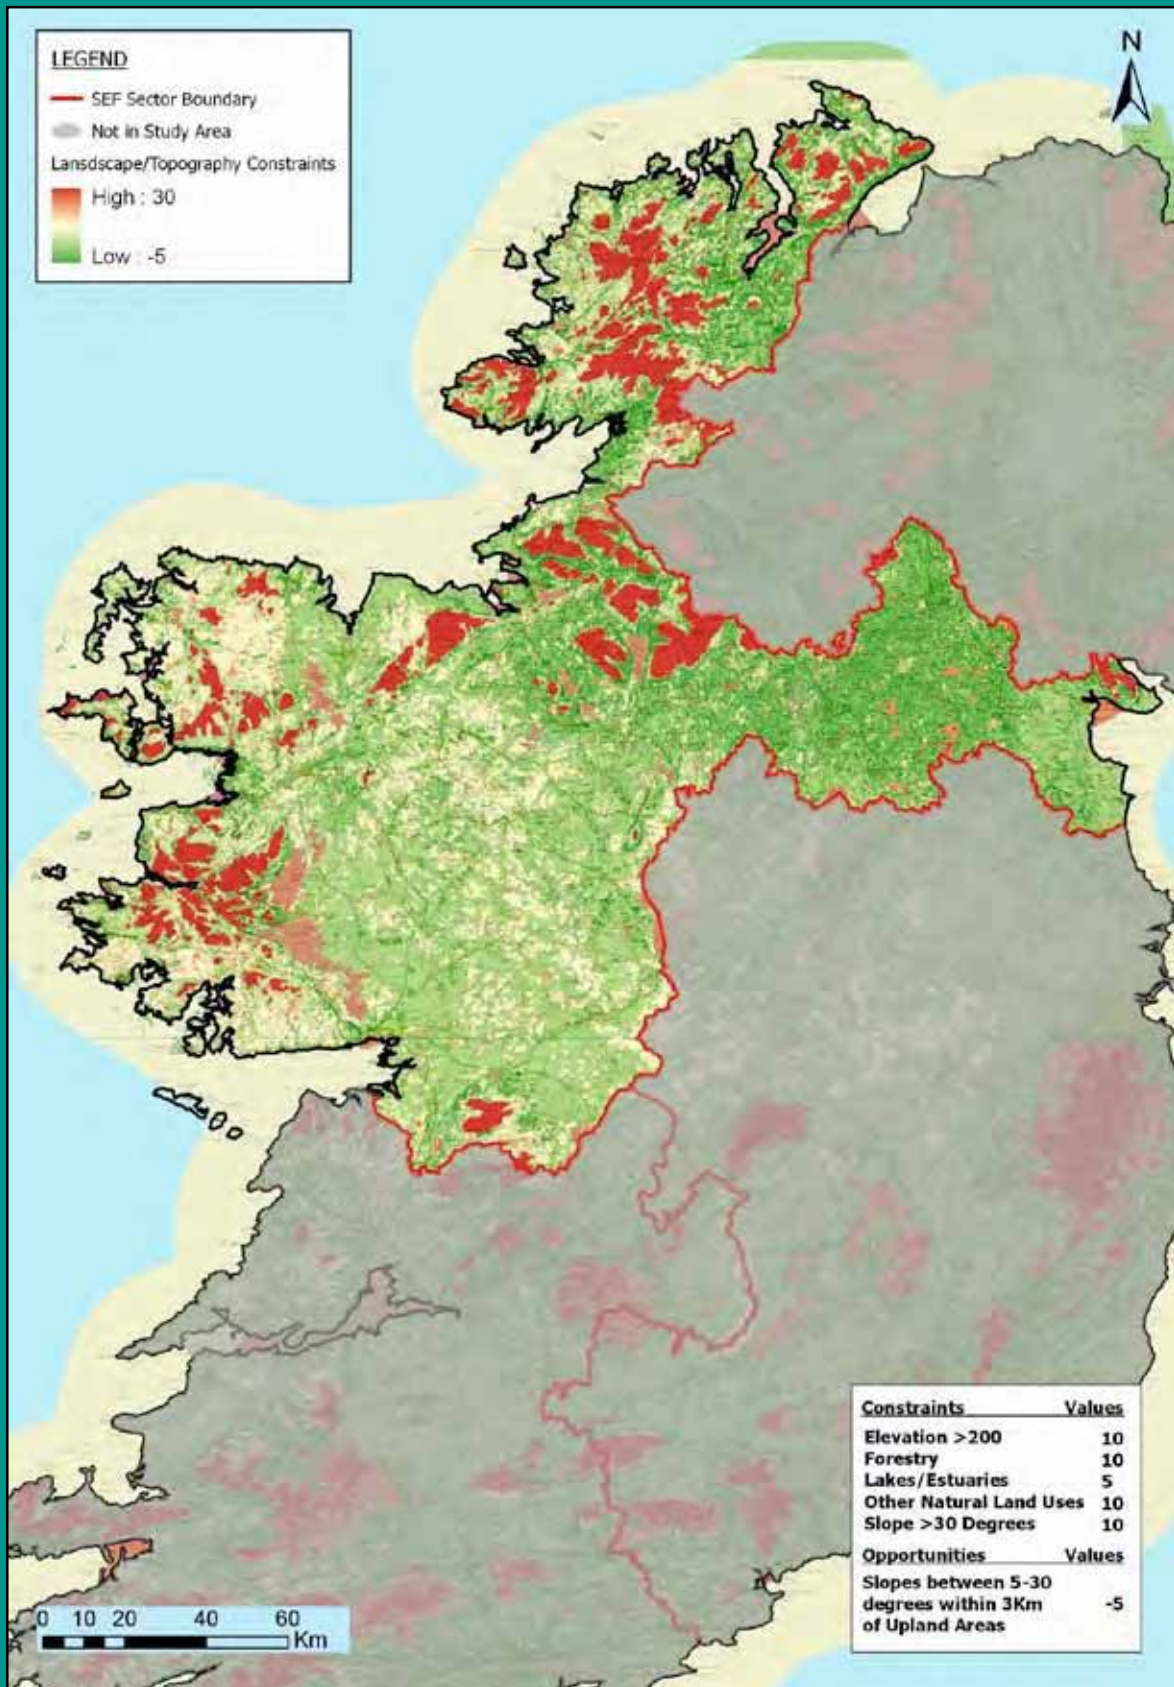 N
LEGEND
SEF Sector Boundary
Not in Study Area
Lansdscape/Topography Constraints
High : 30
Low : -5
Constraints Values
Elevation >200 10
Forestry 10
Lakes/Estuaries 5
Other Natural Land Uses 10
Slope >30 Degrees 10
Opportunities Values
Slopes between 5-30
degrees within 3Km -5
of Upland Areas
0 10 20 40 60
Km